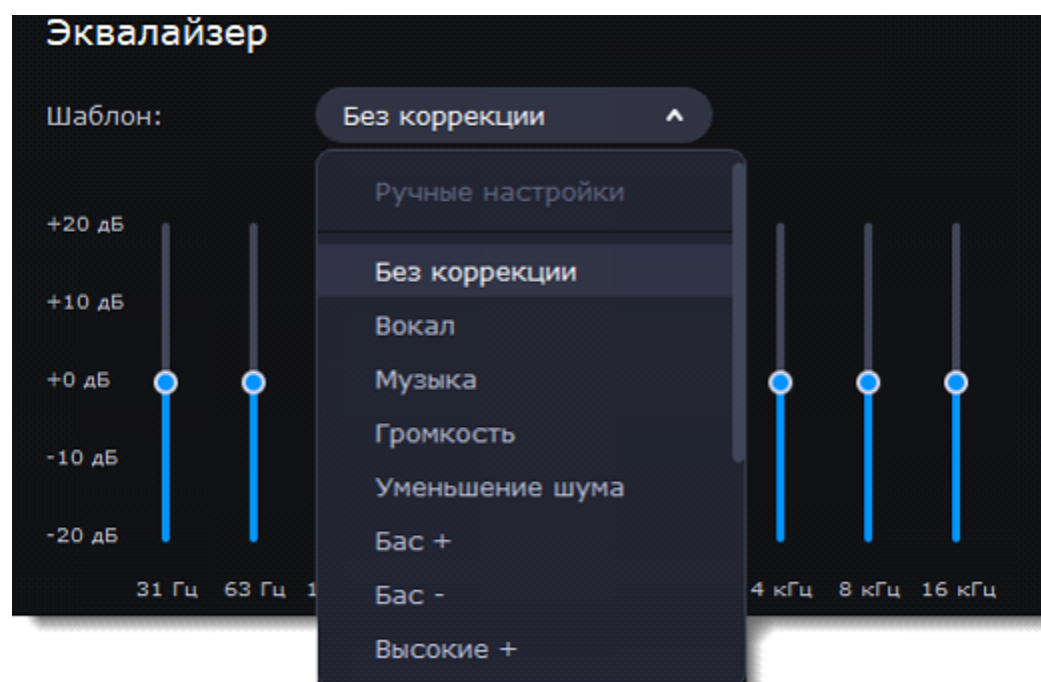 Эквалайзер
Шаблон:
Без коррекции
Ручные настройки
Без коррекции
Вокал
Музыка
Громкость
Уменьшение шума
Бас +
Бас -
Высокие +
+20 дБ
+10 дБ
+0 дБ
-10 дБ
-20 дБ
31 Гц 63 Гц 4 кГц 8 кГц 16 кГц